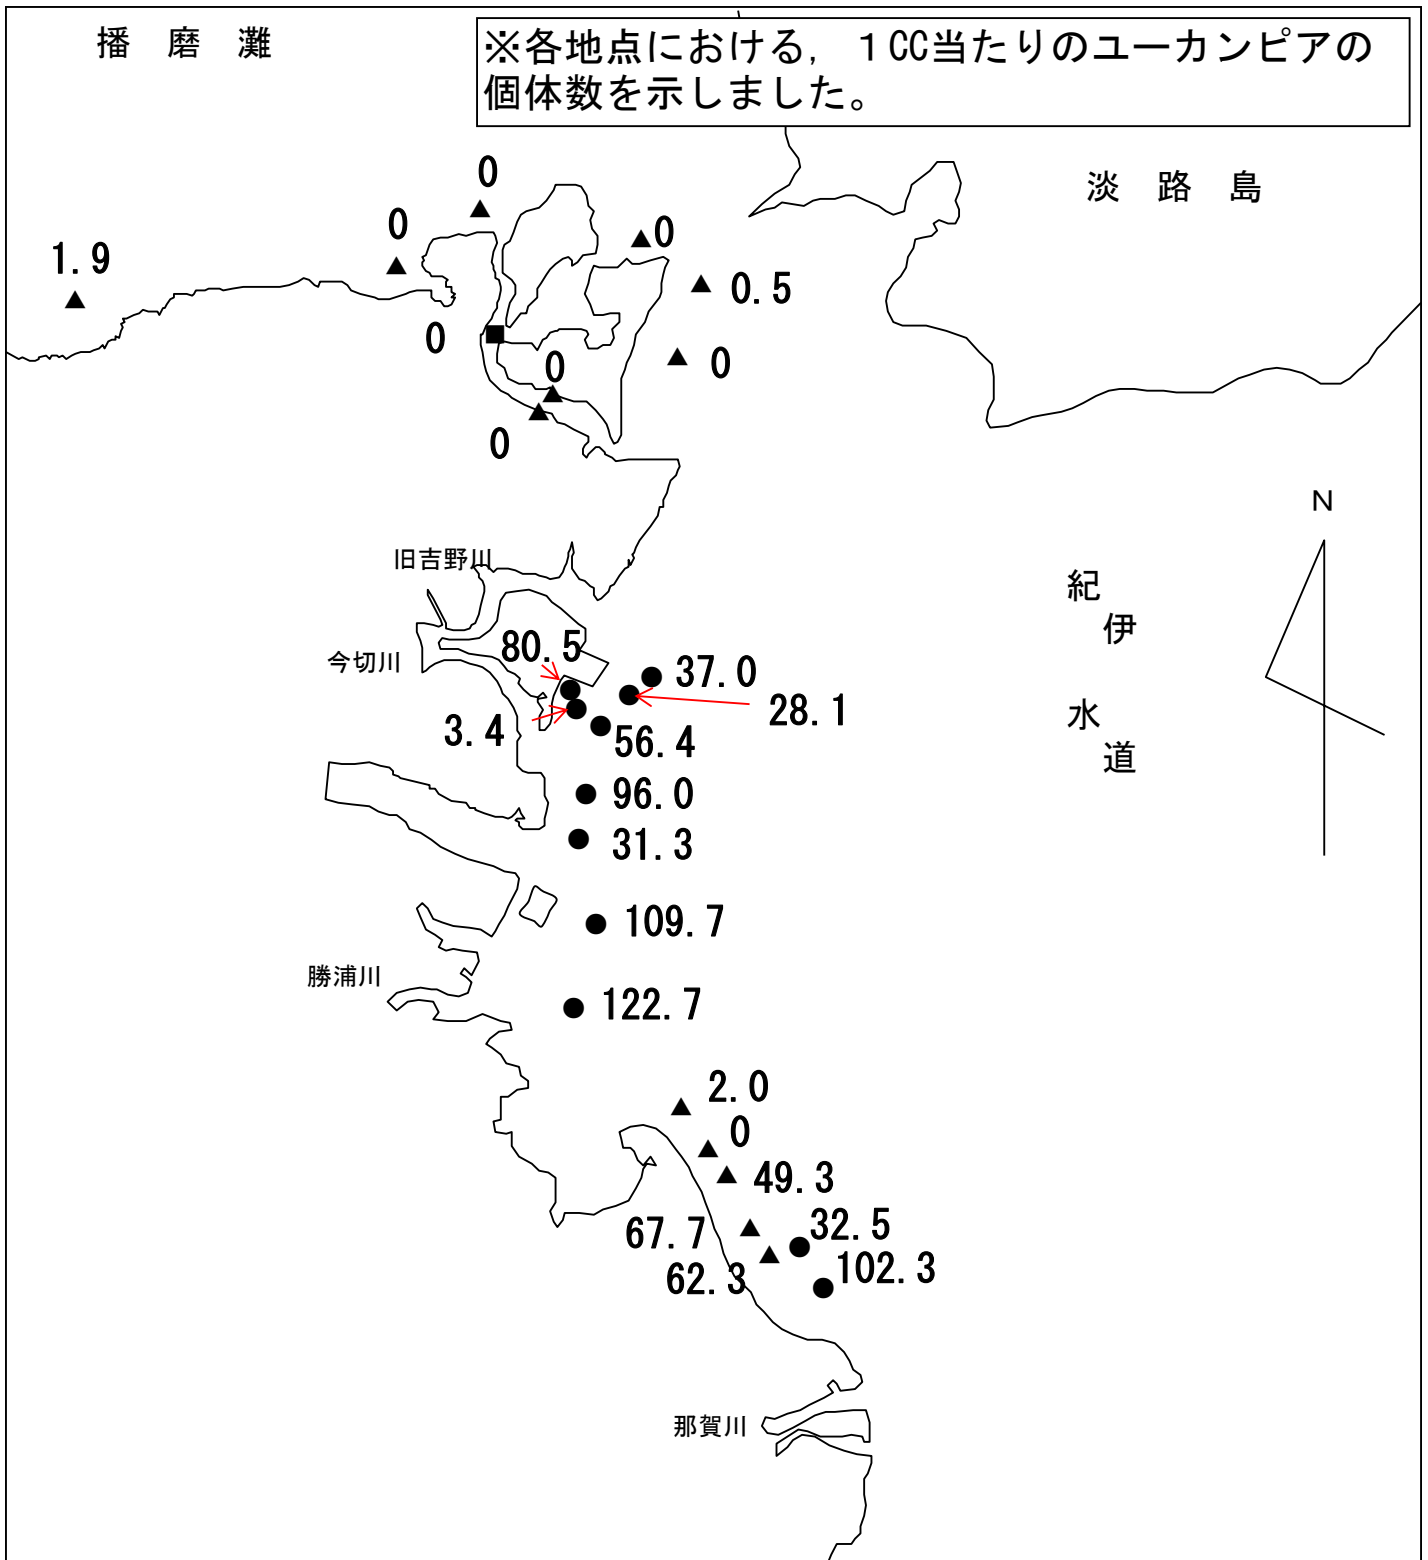 播 磨 灘
※各地点における, 1CC当たりのユーカンピアの
個体数を示しました。
淡 路 島
0
0
0
1.9
0.5
0
0
0
0
N
旧吉野川
紀伊水道
今切川
80.5
37.0
28.1
3.4
56.4
96.0
31.3
109.7
勝浦川
122.7
2.0
0
49.3
32.5
67.7
102.3
62.3
那賀川